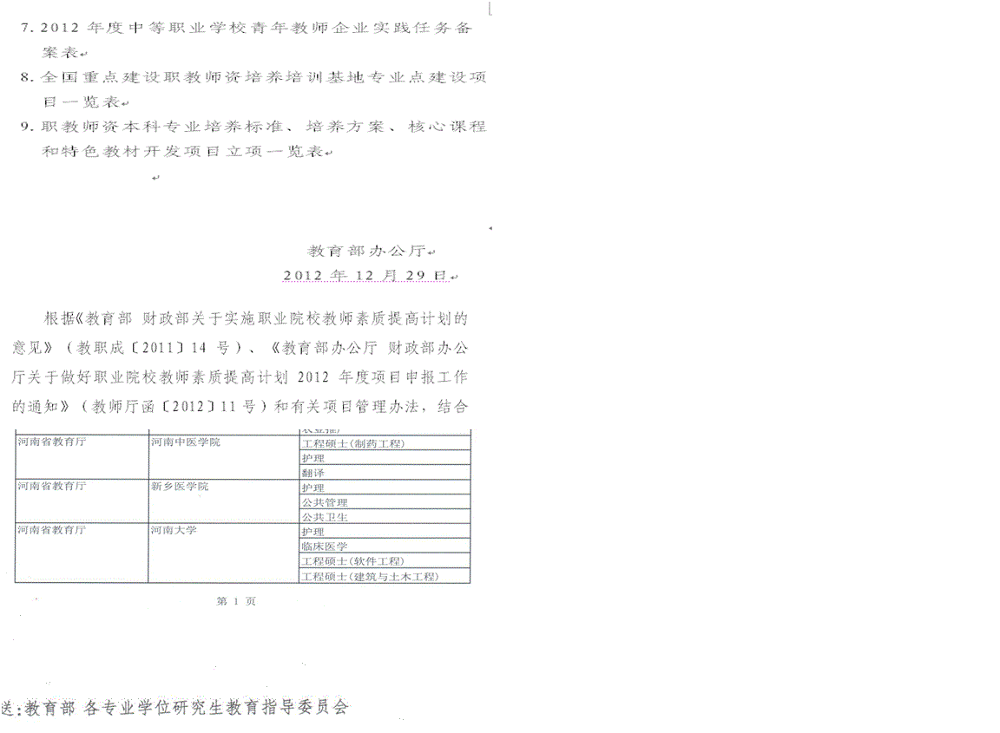 7. 2012 年度中等职业学校青年教师企业实践任务备
案表
8. 全国重点建设职教师资培养培训基地专业点建设项
目一览表
9. 职教师资本科专业培养标准、培养方案、核心课程
和特色教材开发项目立项一览表
教育部办公厅
2012 年 12 月 29 日
根据《教育部 财政部关于实施职业院校教师素质提高计划的
意见》（教职成〔2011〕14 号）、《教育部办公厅 财政部办公
厅关于做好职业院校教师素质提高计划 2012 年度项目申报工作
的通知》（教师厅函〔2012〕11 号）和有关项目管理办法，结合
河南省教育厅 河南中医学院 工程硕士(制药工程)
护理
翻译
河南省教育厅 新乡医学院 护理
公共管理
公共卫生
河南省教育厅 河南大学 护理
临床医学
工程硕士(软件工程)
工程硕士(建筑与土木工程)
第 1 页
送:教育部 各专业学位研究生教育指导委员会